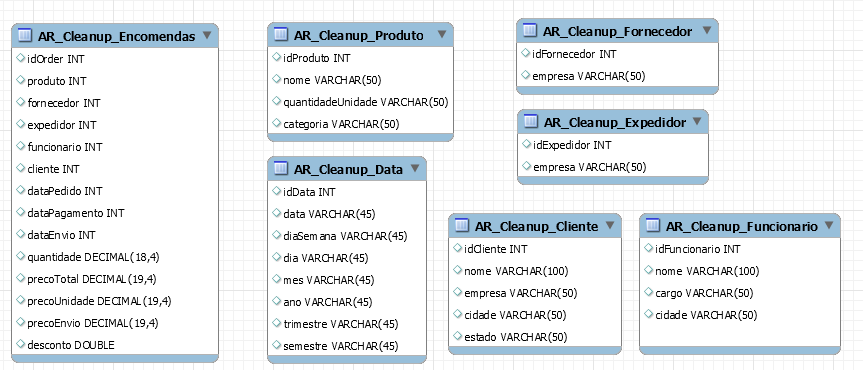 AR_Cleanup_Encomendas
idOrder INT
produto INT
fornecedor INT
expedidor INT
funcionario INT
cliente INT
dataPedido INT
dataPagamento INT
dataEnvio INT
quantidade DECIMAL(18,4)
precoTotal DECIMAL(19,4)
precoUnidade DECIMAL(19,4)
precoEnvio DECIMAL(19,4)
desconto DOUBLE
AR_Cleanup_Produto
idProduto INT
nome VARCHAR(50)
quantidadeUnidade VARCHAR(50)
categoria VARCHAR(50)
AR_Cleanup_Fornecedor
idFornecedor INT
empresa VARCHAR(50)
AR_Cleanup_Expedidor
idExpedidor INT
empresa VARCHAR(50)
AR_Cleanup_Data
idData INT
data VARCHAR(45)
diaSemana VARCHAR(45)
dia VARCHAR(45)
mes VARCHAR(45)
ano VARCHAR(45)
trimestre VARCHAR(45)
semestre VARCHAR(45)
AR_Cleanup_Cliente
idCliente INT
nome VARCHAR(100)
empresa VARCHAR(50)
cidade VARCHAR(50)
estado VARCHAR(50)
AR_Cleanup_Funcionario
idFuncionario INT
nome VARCHAR(100)
cargo VARCHAR(50)
cidade VARCHAR(50)